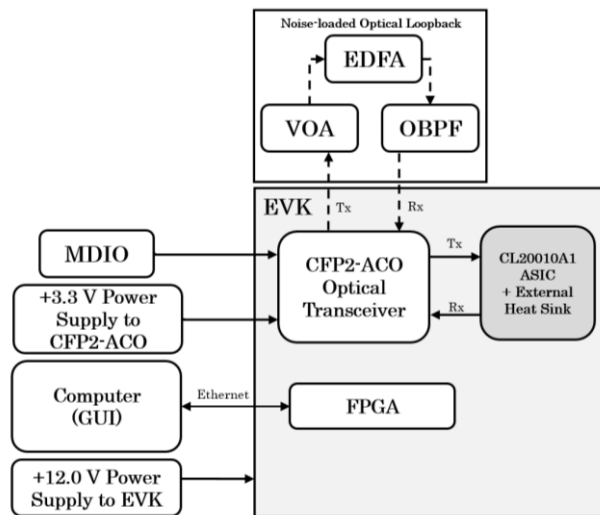 Noise-loaded Optical Loopback
EDFA
VOA
OBPF
EVK
Tx
Rx
MDIO
CFP2-ACO
Optical
Transceiver
Tx
Rx
CL20010A1
ASIC
+ External
Heat Sink
+3.3 V Power
Supply to
CFP2-ACO
Computer
(GUI)
Ethernet
FPGA
+12.0 V Power
Supply to EVK